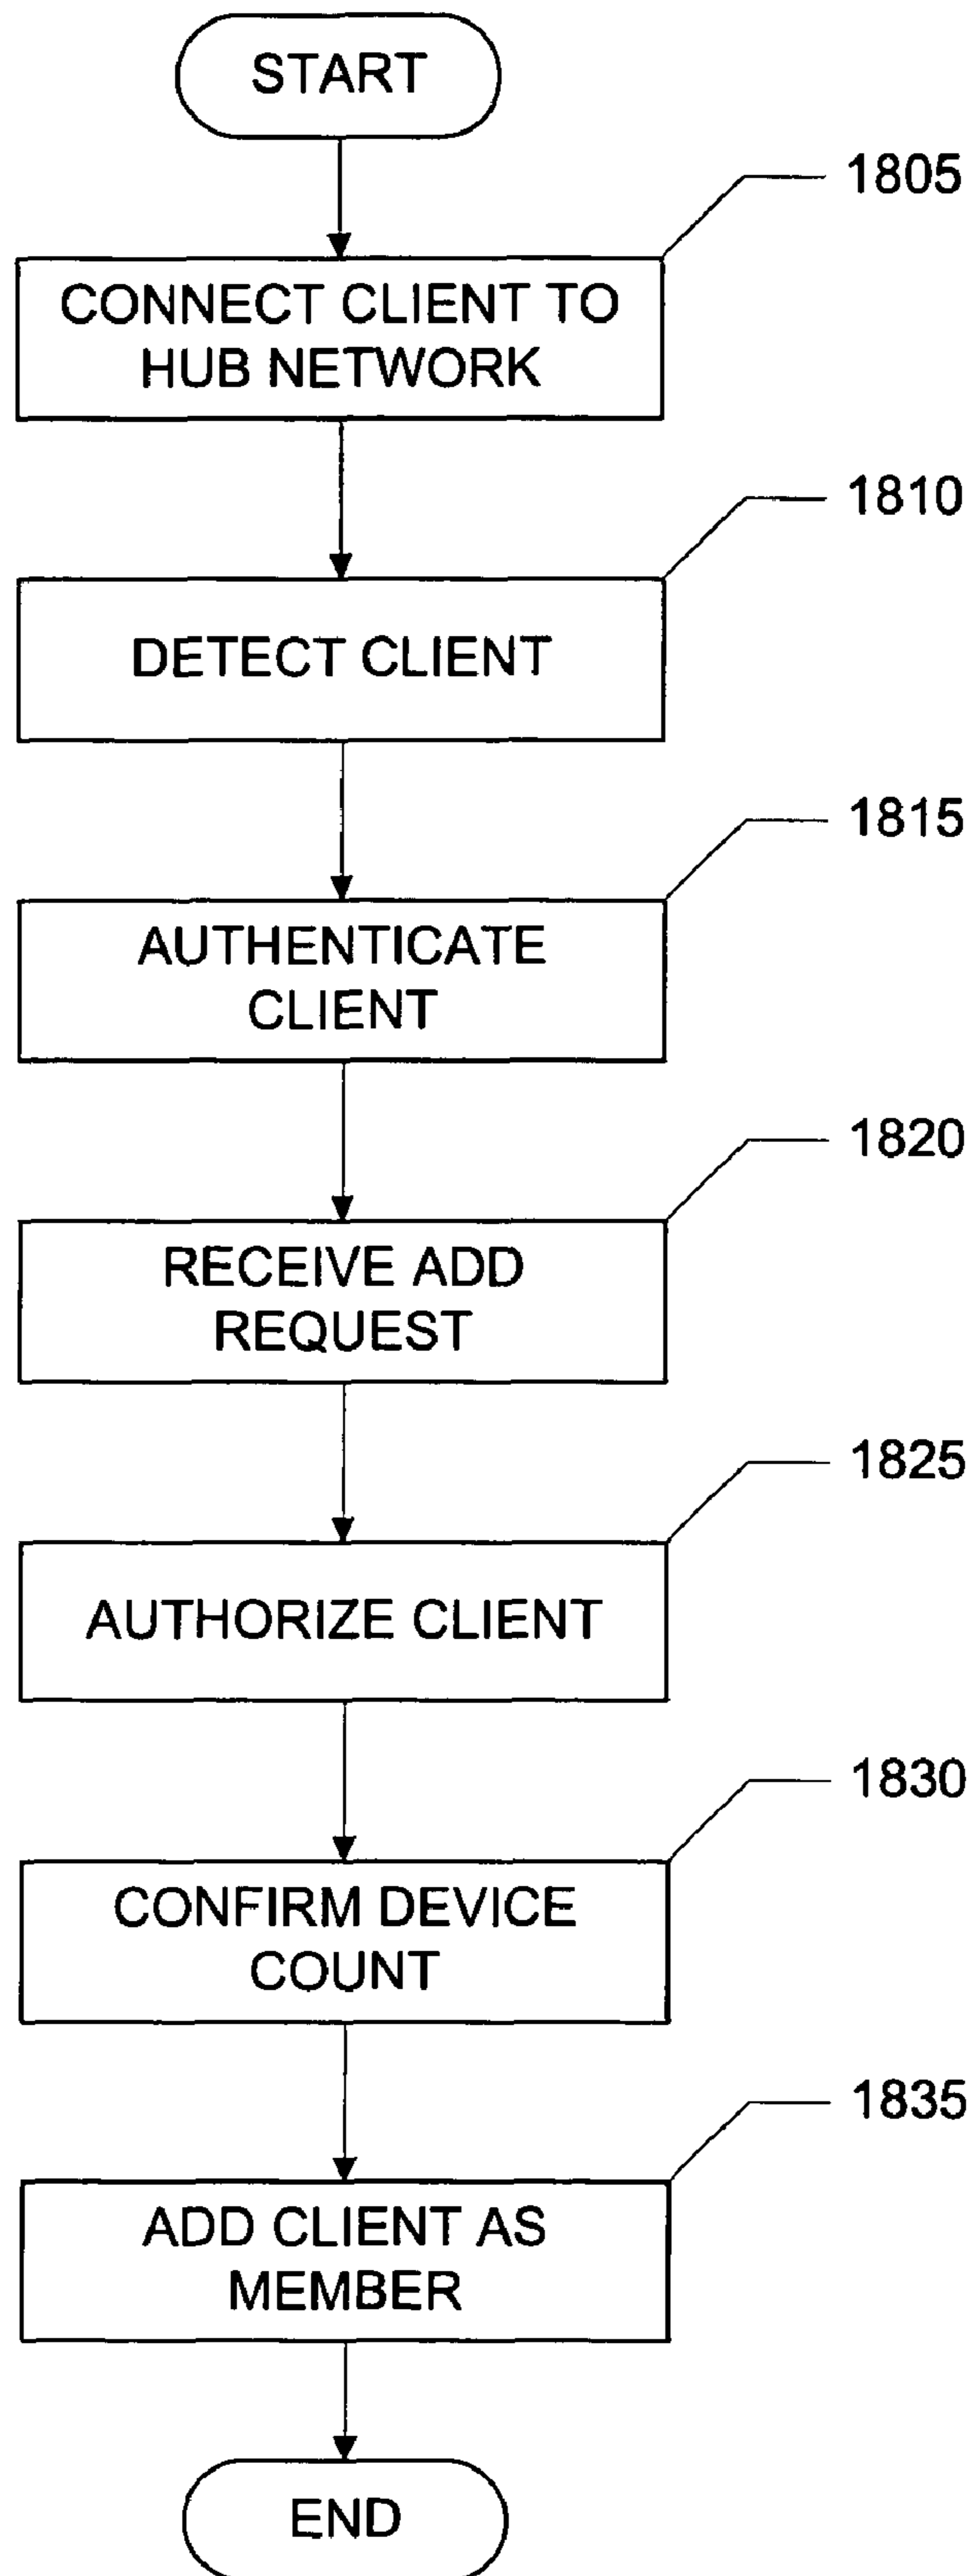 START
1805
CONNECT CLIENT TO
HUB NETWORK
1810
DETECT CLIENT
1815
AUTHENTICATE
CLIENT
1820
RECEIVE ADD
REQUEST
1825
AUTHORIZE CLIENT
1830
CONFIRM DEVICE
COUNT
1835
ADD CLIENT AS
MEMBER
END